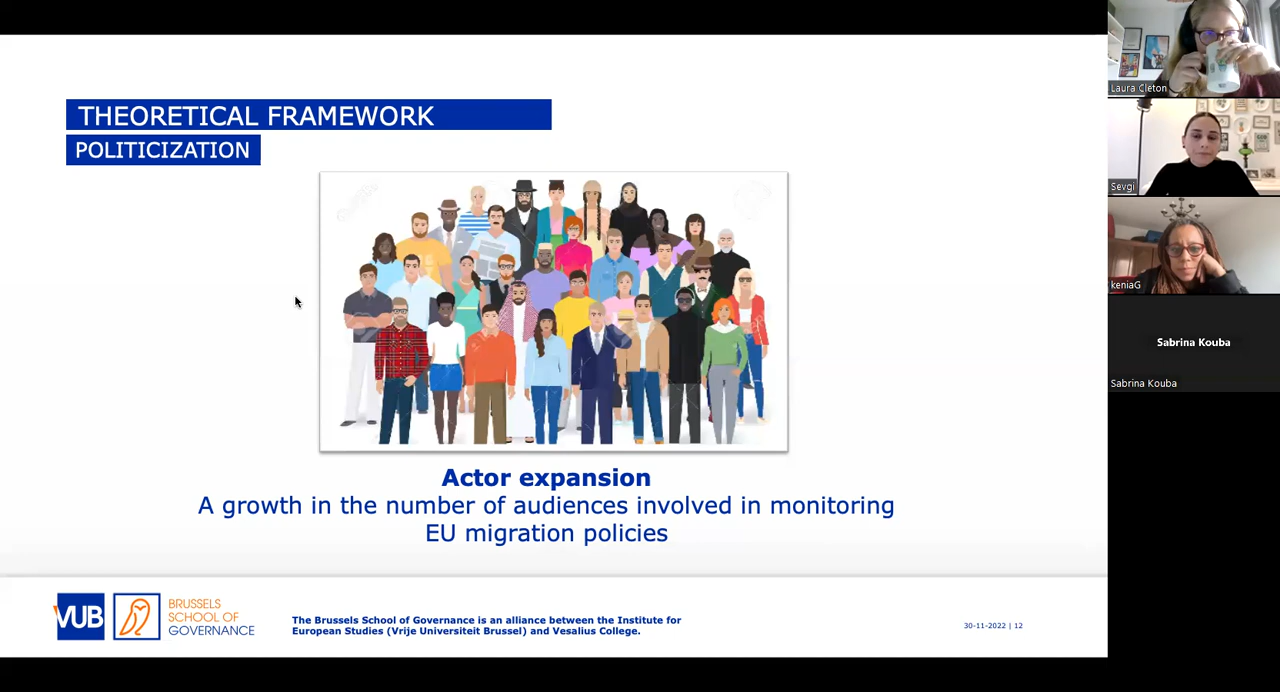 THEORETICAL FRAMEWORK
POLITICIZATION
Actor expansion
A growth in the number of audiences involved in monitoring
EU migration policies
VUB
BRUSSELS
SCHOOL OF
GOVERNANCE
The Brussels School of Governance is an alliance between the Institute for
European Studies (Vrije Universiteit Brussel) and Vesalius College.
30-11-2022 | 12
Laura Cleton
Sevgi
keniaG
Sabrina Kouba
Sabrina Kouba